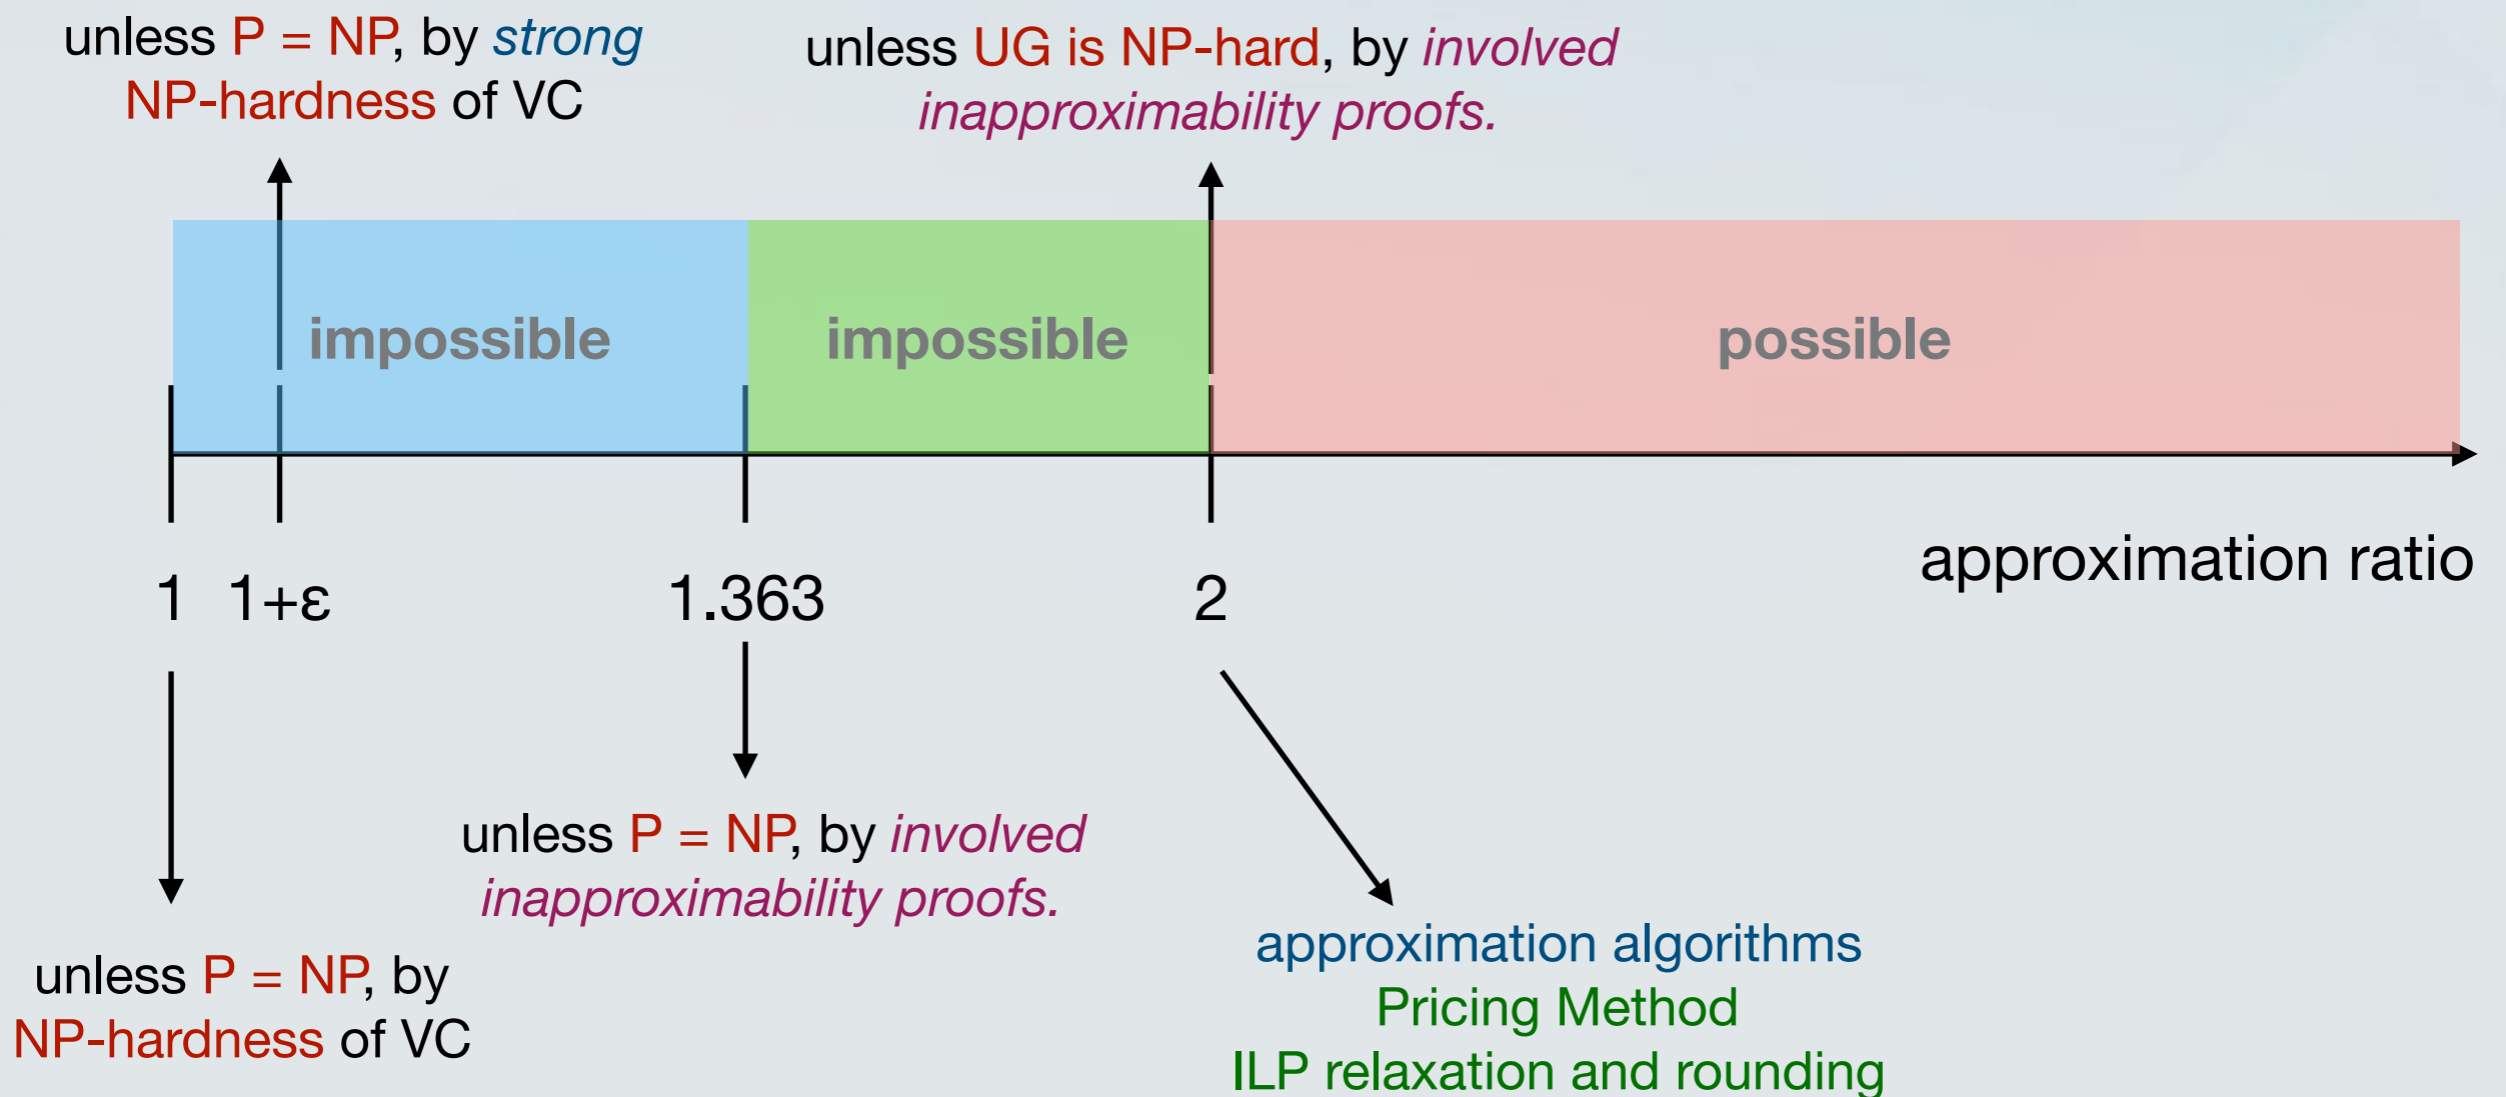 unless P = NP, by strong
NP-hardness of VC
unless UG is NP-hard, by involved
inapproximability proofs.
impossible
impossible
possible
1
1+ε
1.363
2
approximation ratio
unless P = NP, by involved
inapproximability proofs.
unless P = NP, by
NP-hardness of VC
approximation algorithms
Pricing Method
ILP relaxation and rounding